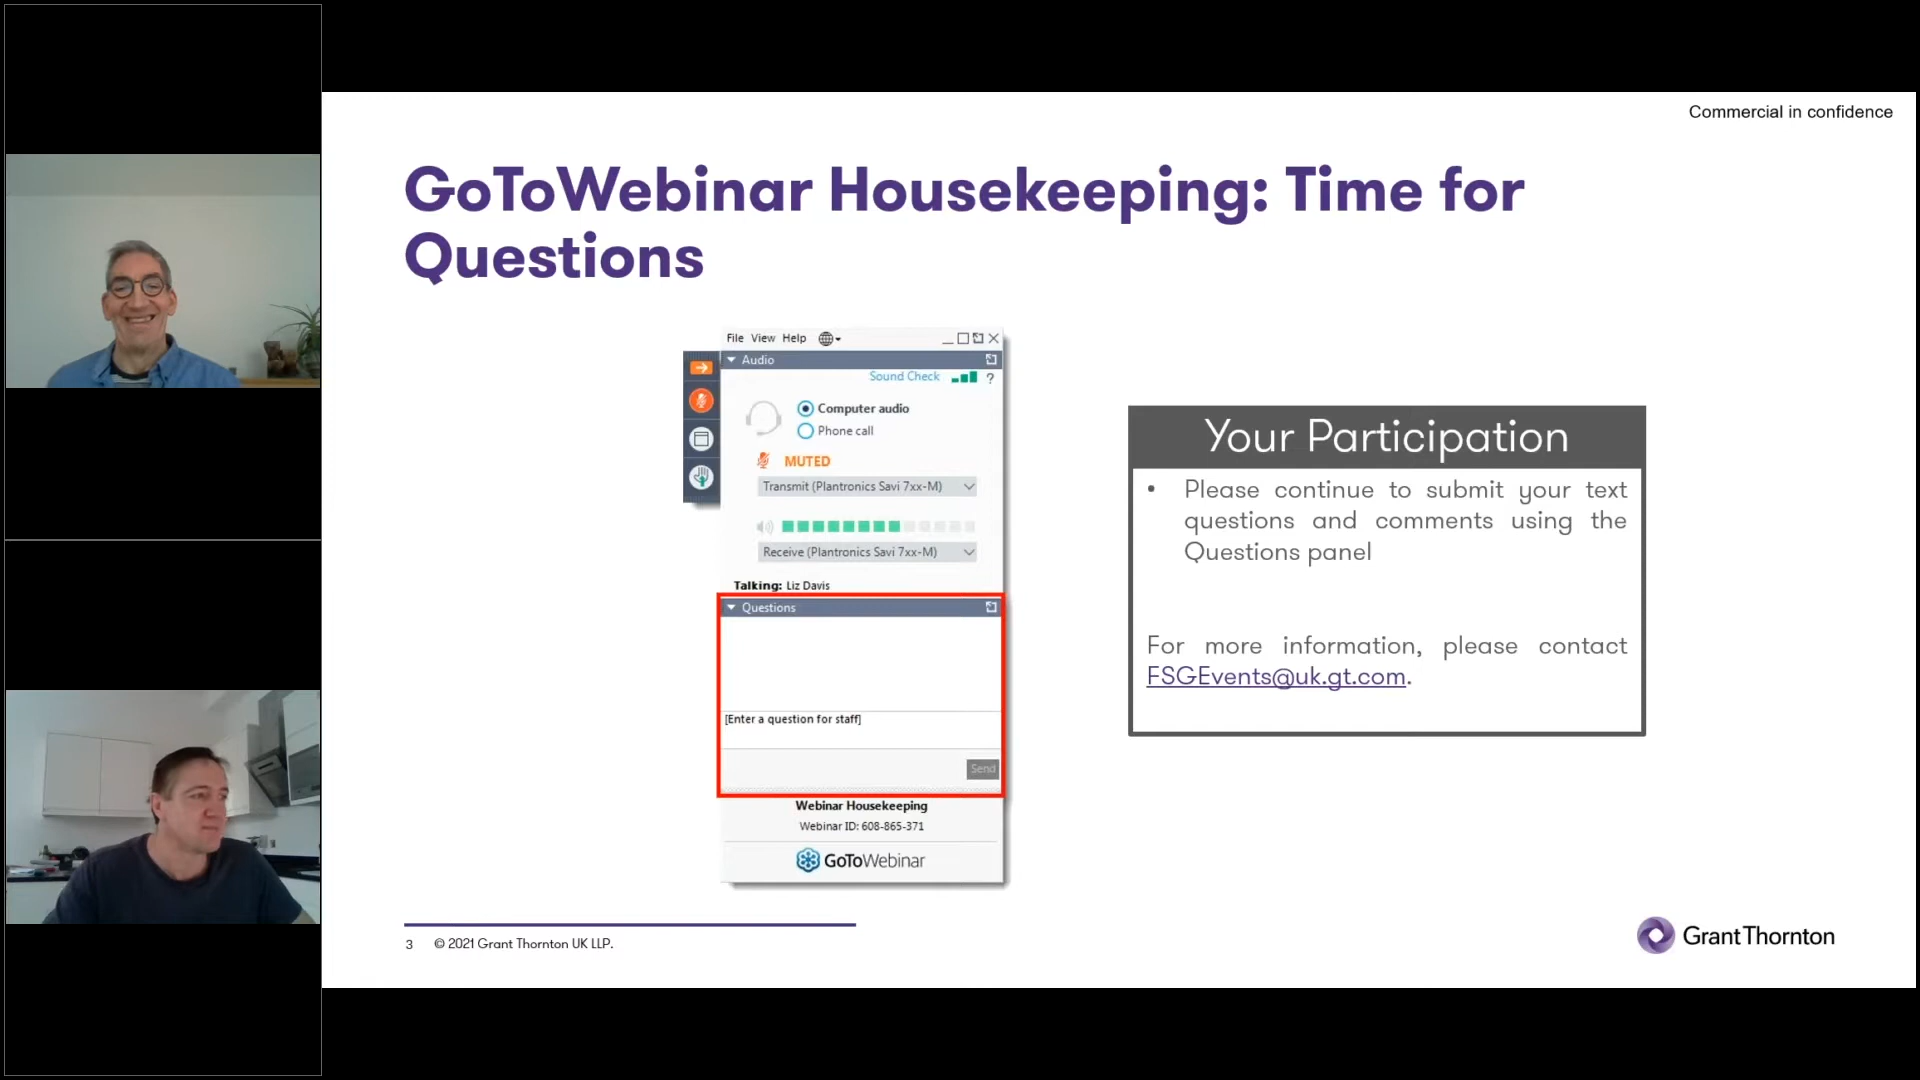 Commercial in confidence
GoToWebinar Housekeeping: Time for
Questions
File View Help
Audio
Sound Check
?
Computer audio
Phone call
MUTED
Transmit (Plantronics Savi 7xx-M)
Receive (Plantronics Savi 7xx-M)
Talking: Liz Davis
Questions
[Enter a question for staff]
Send
Webinar Housekeeping
Webinar ID: 608-865-371
GoToWebinar
Your Participation
• Please continue to submit your text
questions and comments using the
Questions panel
For more information, please contact
FSGEvents@uk.gt.com.
3 © 2021 Grant Thornton UK LLP.
GrantThornton